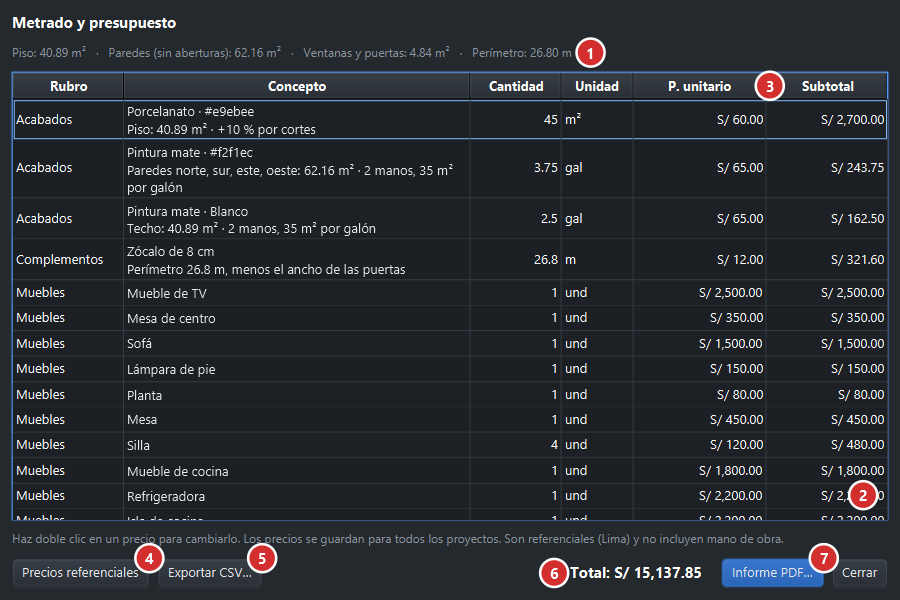 Metrado y presupuesto
Piso: 40.89 m² · Paredes (sin aberturas): 62.16 m² · Ventanas y puertas: 4.84 m² · Perímetro: 26.80 m 1
Rubro Concepto Cantidad Unidad P. unitario 3 Subtotal
Acabados Porcelanato · #e9ebee
Piso: 40.89 m² · +10 % por cortes 45 m² S/ 60.00 S/ 2,700.00
Acabados Pintura mate · #f2f1ec
Paredes norte, sur, este, oeste: 62.16 m² · 2 manos, 35 m²
por galón 3.75 gal S/ 65.00 S/ 243.75
Acabados Pintura mate · Blanco
Techo: 40.89 m² · 2 manos, 35 m² por galón 2.5 gal S/ 65.00 S/ 162.50
Complementos Zócalo de 8 cm
Perímetro 26.8 m, menos el ancho de las puertas 26.8 m S/ 12.00 S/ 321.60
Muebles Mueble de TV 1 und S/ 2,500.00 S/ 2,500.00
Muebles Mesa de centro 1 und S/ 350.00 S/ 350.00
Muebles Sofá 1 und S/ 1,500.00 S/ 1,500.00
Muebles Lámpara de pie 1 und S/ 150.00 S/ 150.00
Muebles Planta 1 und S/ 80.00 S/ 80.00
Muebles Mesa 1 und S/ 450.00 S/ 450.00
Muebles Silla 4 und S/ 120.00 S/ 480.00
Muebles Mueble de cocina 1 und S/ 1,800.00 S/ 1,800.00
Muebles Refrigeradora 1 und S/ 2,200.00 S/ 2
Haz doble clic en un precio para cambiarlo. Los precios se guardan para todos los proyectos. Son referenciales (Lima) y no incluyen mano de obra.
4 5 7
Precios referenciales Exportar CSV... 6 Total: S/ 15,137.85 Informe PDF... Cerrar